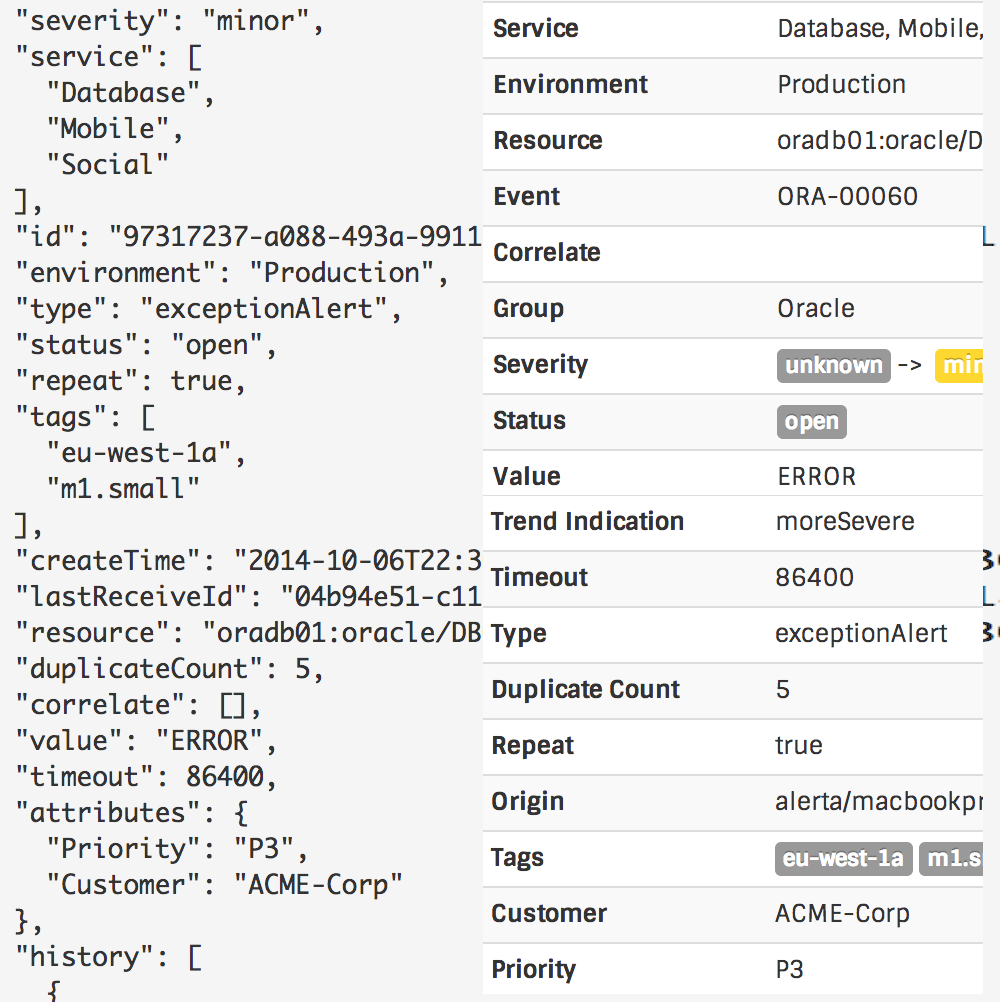 "severity": "minor",
"service": [
"Database",
"Mobile",
"Social"
],
"id": "97317237-a088-493a-9911
"environment": "Production",
"type": "exceptionAlert",
"status": "open",
"repeat": true,
"tags": [
"eu-west-1a",
"m1.small"
],
"createTime": "2014-10-06T22:3
"lastReceiveId": "04b94e51-c11
"resource": "oradb01:oracle/DB
"duplicateCount": 5,
"correlate": [],
"value": "ERROR",
"timeout": 86400,
"attributes": {
"Priority": "P3",
"Customer": "ACME-Corp"
},
"history": [
{
Service Database, Mobile,
Environment Production
Resource oradb01:oracle/D
Event ORA-00060
Correlate
Group Oracle
Severity unknown -> min
Status open
Value ERROR
Trend Indication moreSevere
Timeout 86400
Type exceptionAlert
Duplicate Count 5
Repeat true
Origin alerta/macbookpr
Tags eu-west-1a m1.s
Customer ACME-Corp
Priority P3